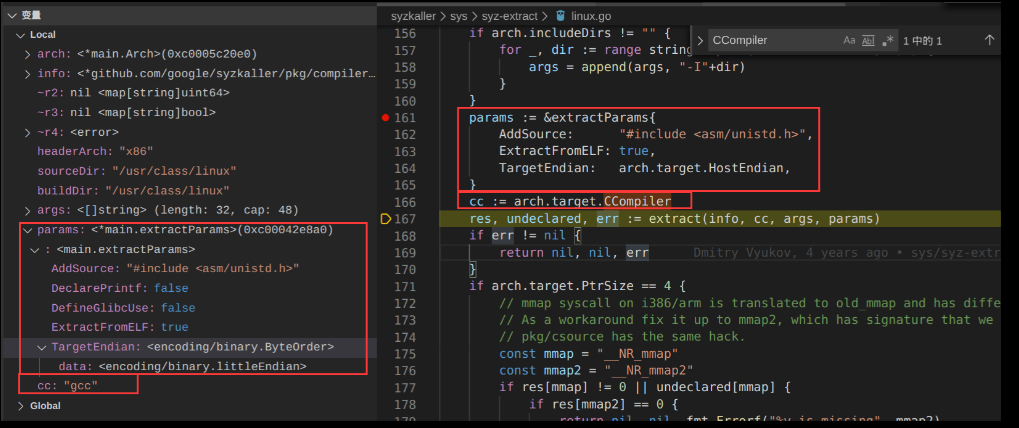 变量
Local
arch: <*main.Arch>(0xc0005c20e0)
info: <*github.com/google/syzkaller/pkg/compiler…
~r2: nil <map[string]uint64>
~r3: nil <map[string]bool>
~r4: <error>
headerArch: "x86"
sourceDir: "/usr/class/linux"
buildDir: "/usr/class/linux"
args: <[]string> (length: 32, cap: 48)
params: <*main.extractParams>(0xc00042e8a0)
: <main.extractParams>
AddSource: "#include <asm/unistd.h>"
DeclarePrintf: false
DefineGlibcUse: false
ExtractFromELF: true
TargetEndian: <encoding/binary.ByteOrder>
data: <encoding/binary.littleEndian>
cc: "gcc"
Global
syzkaller > sys > syz-extract > linux.go
CCompiler
Aa
Ab
.*
1 中的 1
156 if arch.includeDirs != "" {
157 for _, dir := range string
158 args = append(args, "-I"+dir)
159 }
160 }
161 params := &extractParams{
162 AddSource: "#include <asm/unistd.h>",
163 ExtractFromELF: true,
164 TargetEndian: arch.target.HostEndian,
165 }
166 cc := arch.target.CCompiler
167 res, undeclared, err := extract(info, cc, args, params)
168 if err != nil {
169 return nil, nil, err Dmitry Vyukov, 4 years ago • sys/syz-extr
170 }
171 if arch.target.PtrSize == 4 {
172 // mmap syscall on i386/arm is translated to old_mmap and has diffe
173 // As a workaround fix it up to mmap2, which has signature that we
174 // pkg/csource has the same hack.
175 const mmap = "__NR_mmap"
176 const mmap2 = "__NR_mmap2"
177 if res[mmap] != 0 || undeclared[mmap] {
178 if res[mmap2] == 0 {
179 return nil, nil, fmt.Errorf("%v is missing", mmap2)